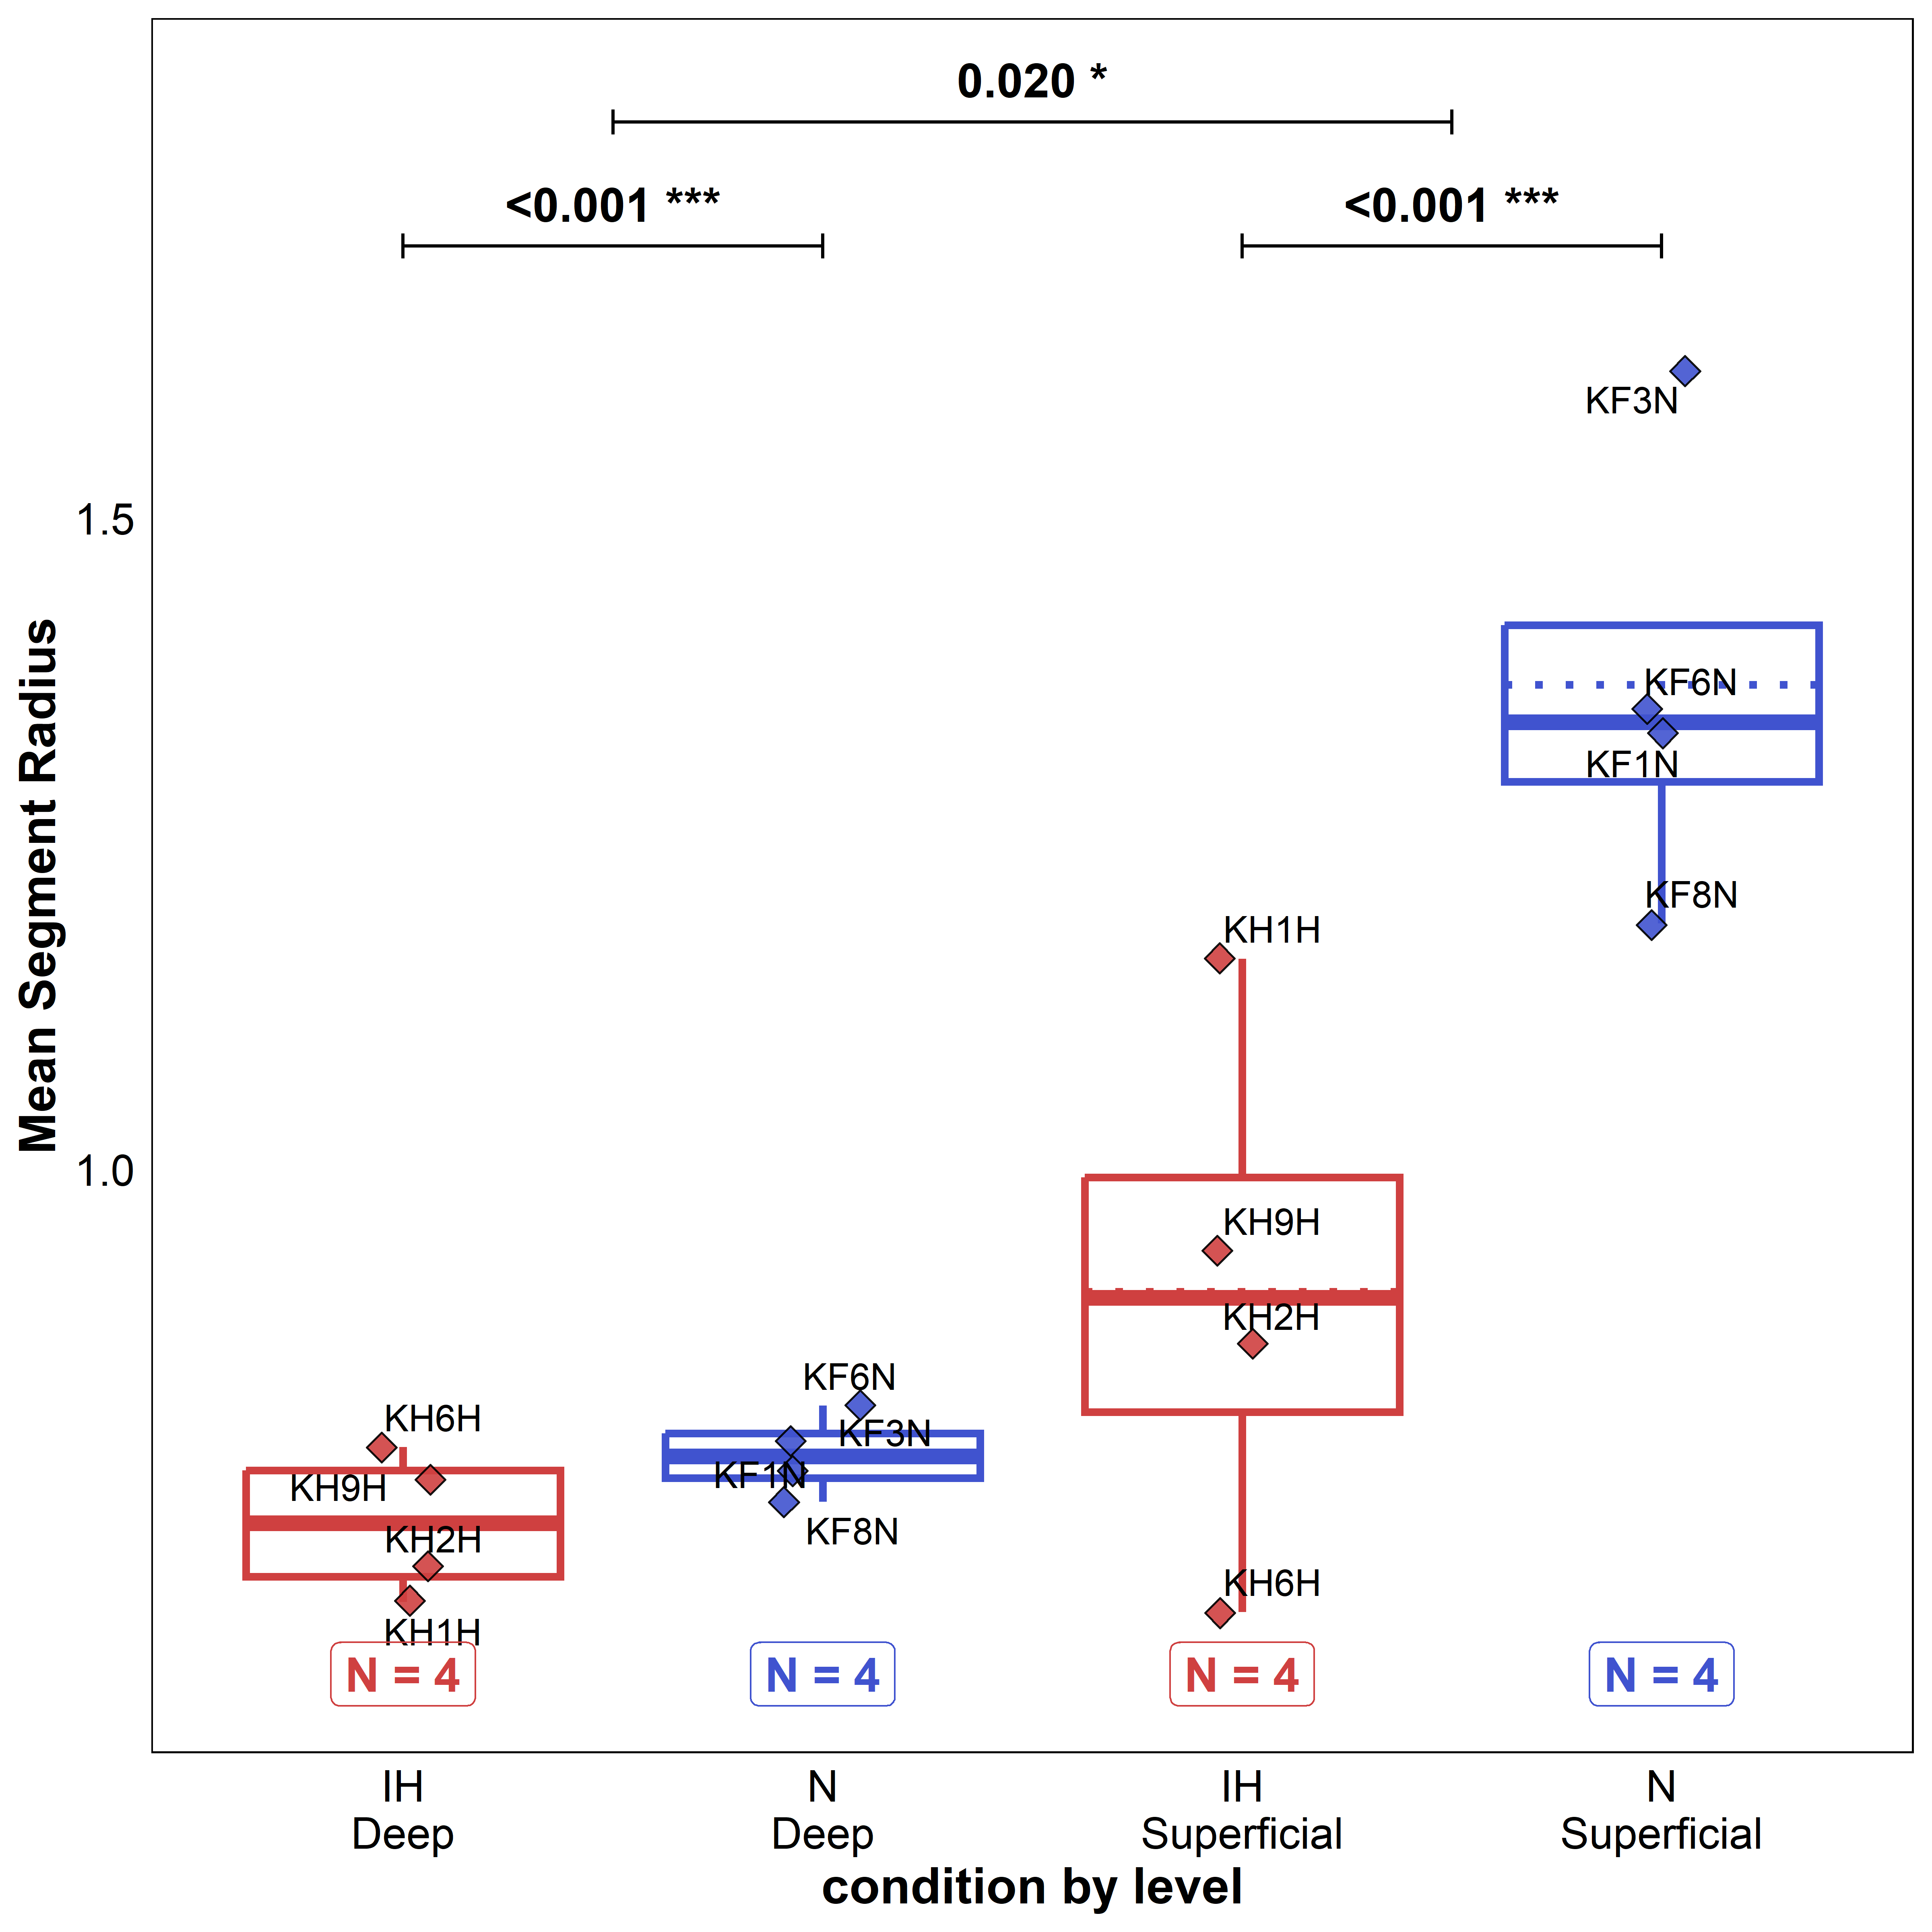 0.020 *
<0.001 ***
<0.001 ***
KF3N
1.5
KF6N
KF1N
KF8N
KH1H
Mean Segment Radius
1.0
KH9H
KH2H
KF6N
KH6H
KF3N
KH9H
KF1N
KF8N
KH2H
KH6H
KH1H
N = 4
N = 4
N = 4
N = 4
IH
Deep
N
Deep
IH
Superficial
N
Superficial
condition by level